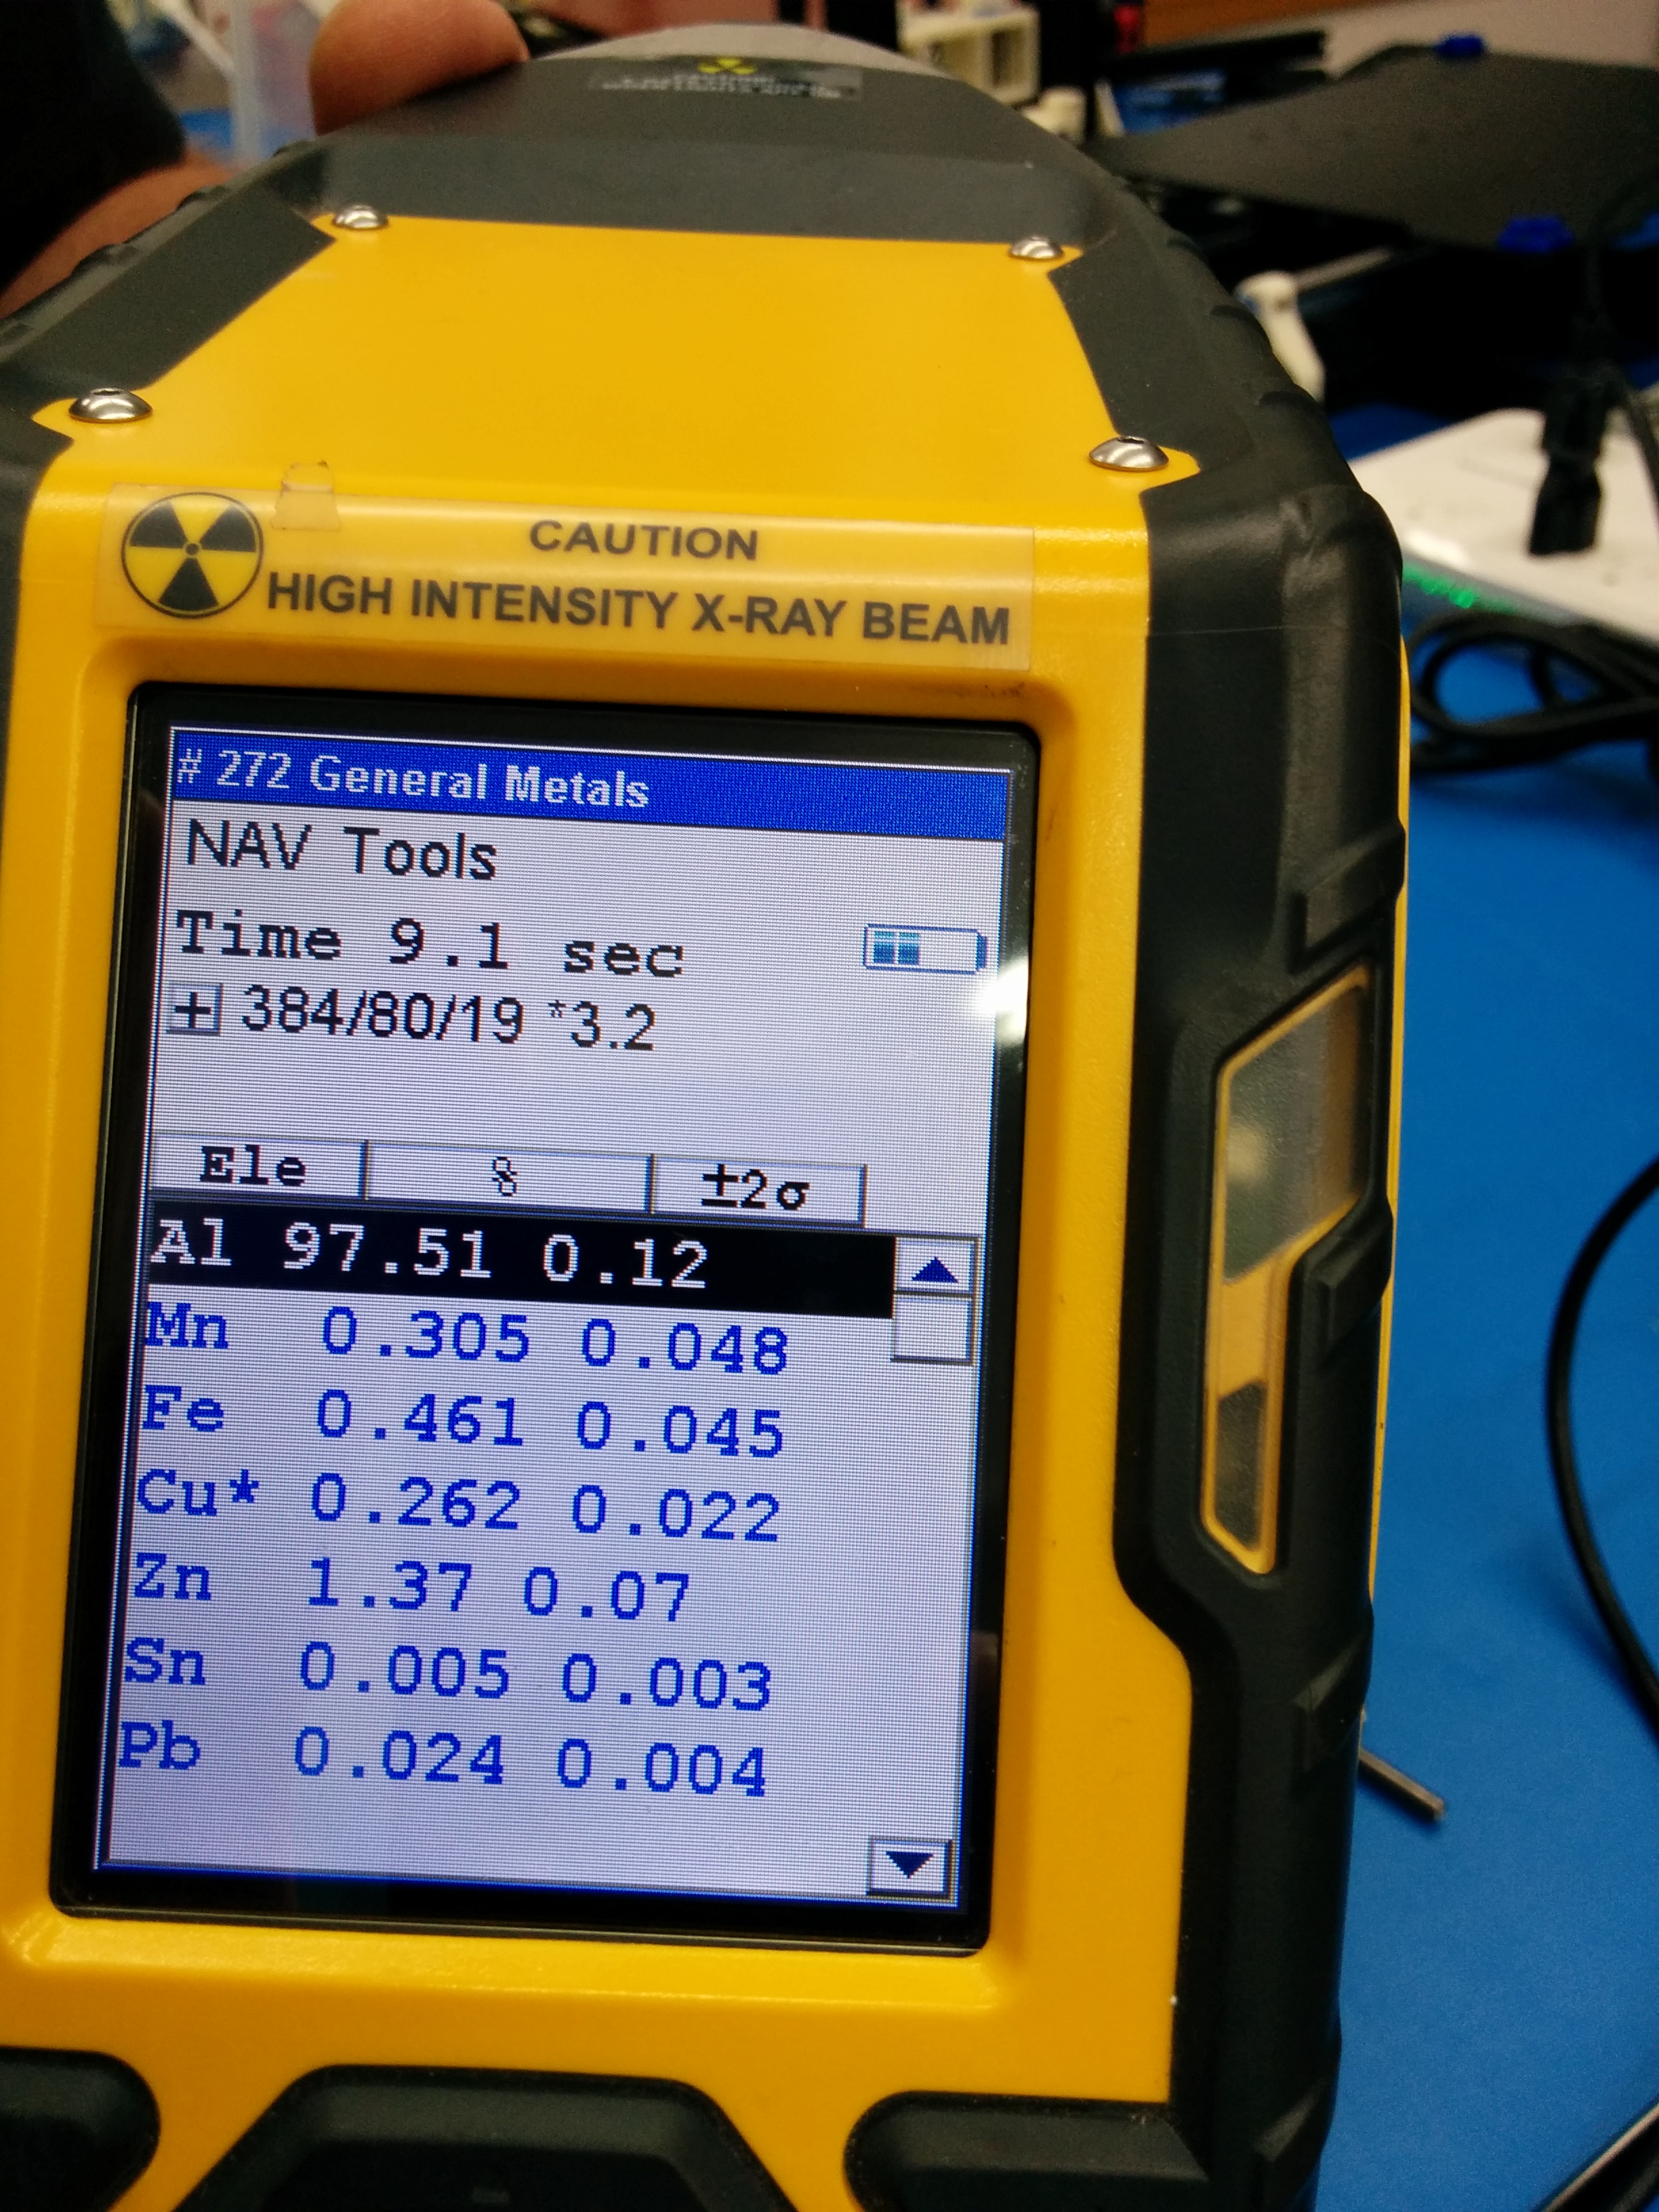 CAUTION
HIGH INTENSITY X-RAY BEAM
# 272 General Metals
NAV Tools
Time 9.1 sec
+ 384/80/19 *3.2
Ele % ±2σ
Al 97.51 0.12
Mn 0.305 0.048
Fe 0.461 0.045
Cu* 0.262 0.022
Zn 1.37 0.07
Sn 0.005 0.003
Pb 0.024 0.004